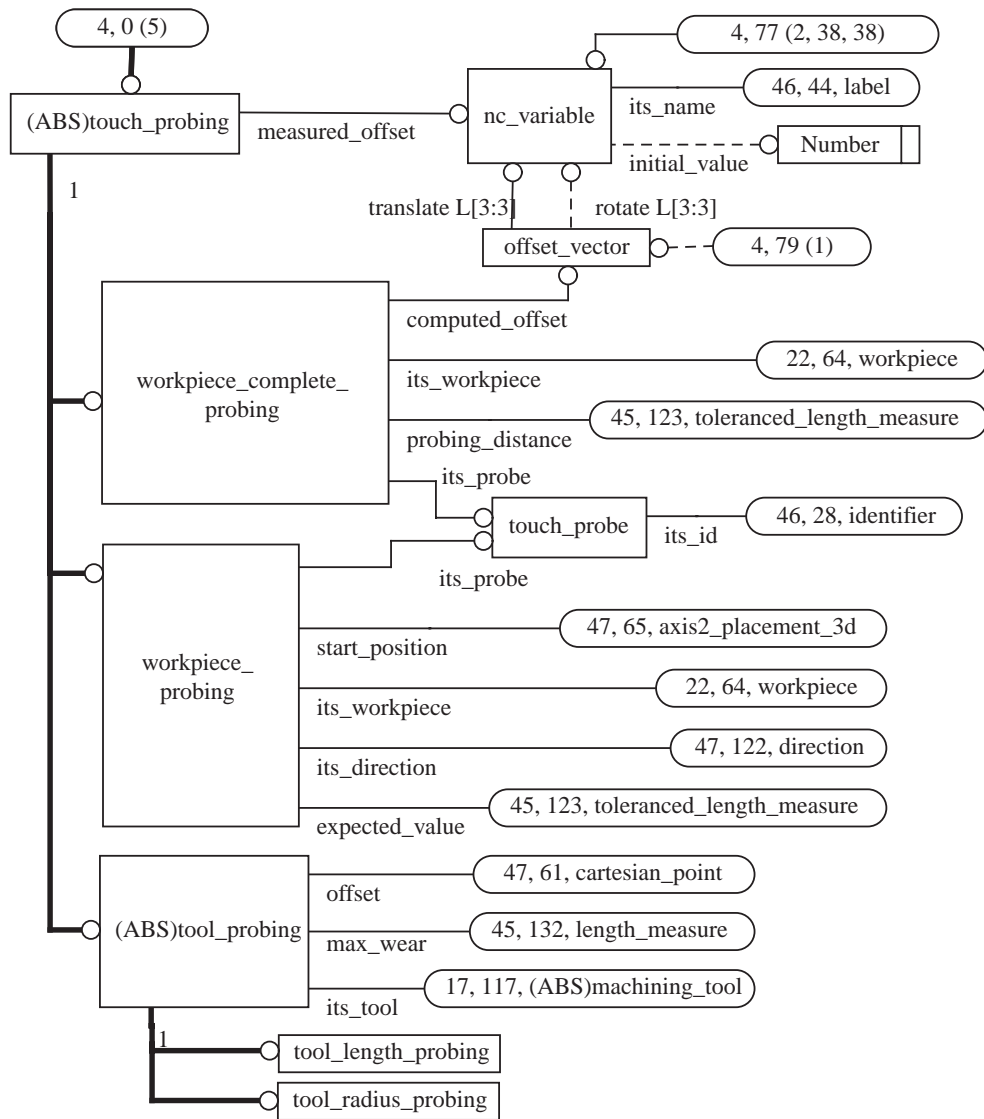 4, 0 (5)
4, 77 (2, 38, 38)
(ABS)touch_probing
measured_offset
nc_variable
its_name
46, 44, label
initial_value
Number
1
translate L[3:3]
rotate L[3:3]
offset_vector
4, 79 (1)
computed_offset
workpiece_complete_
probing
its_workpiece
22, 64, workpiece
probing_distance
45, 123, toleranced_length_measure
its_probe
touch_probe
its_id
46, 28, identifier
its_probe
workpiece_
probing
start_position
47, 65, axis2_placement_3d
its_workpiece
22, 64, workpiece
its_direction
47, 122, direction
expected_value
45, 123, toleranced_length_measure
(ABS)tool_probing
offset
47, 61, cartesian_point
max_wear
45, 132, length_measure
its_tool
17, 117, (ABS)machining_tool
1
tool_length_probing
tool_radius_probing